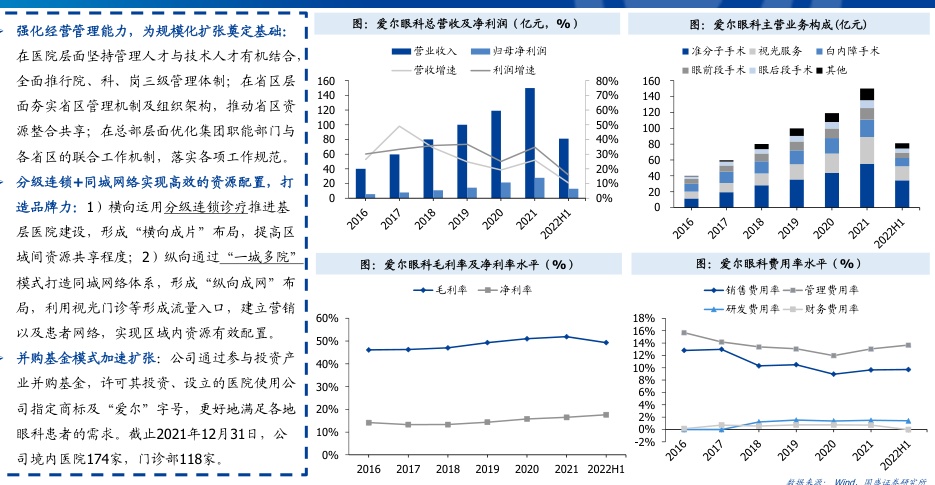 强化经营管理能力，为规模化扩张奠定基础：
在医院层面坚持管理人才与技术人才有机结合，
全面推行院、科、岗三级管理体制；在省区层
面夯实省区管理机制及组织架构，推动省区资
源整合共享；在总部层面优化集团职能部门与
各省区的联合工作机制，落实各项工作规范。
分级连锁+同城网络实现高效的资源配置，打
造品牌力：1）横向运用分级连锁诊疗推进基
层医院建设，形成“横向成片”布局，提高区
域间资源共享程度；2）纵向通过“一城多院”
模式打造同城网络体系，形成“纵向成网”布
局，利用视光门诊等形成流量入口，建立营销
以及患者网络，实现区域内资源有效配置。
并购基金模式加速扩张：公司通过参与投资产
业并购基金，许可其投资、设立的医院使用公
司指定商标及“爱尔”字号，更好地满足各地
眼科患者的需求。截止2021年12月31日，公
司境内医院174家，门诊部118家。
图：爱尔眼科总营收及净利润（亿元，%）
营业收入 归母净利润
营收增速 利润增速
160 80%
140 70%
120 60%
100 50%
80 40%
60 30%
40 20%
20 10%
0 0%
2016 2017 2018 2019 2020 2021 2022H1
图：爱尔眼科主营业务构成(亿元)
准分子手术 视光服务 白内障手术
眼前段手术 眼后段手术 其他
160
140
120
100
80
60
40
20
0
2016 2017 2018 2019 2020 2021 2022H1
图：爱尔眼科毛利率及净利率水平（%）
毛利率 净利率
60%
50%
40%
30%
20%
10%
0%
2016 2017 2018 2019 2020 2021 2022H1
图：爱尔眼科费用率水平（%）
销售费用率 管理费用率
研发费用率 财务费用率
18%
16%
14%
12%
10%
8%
6%
4%
2%
0%
-2%
2016 2017 2018 2019 2020 2021 2022H1
数据来源：Wind，国盛证券研究所